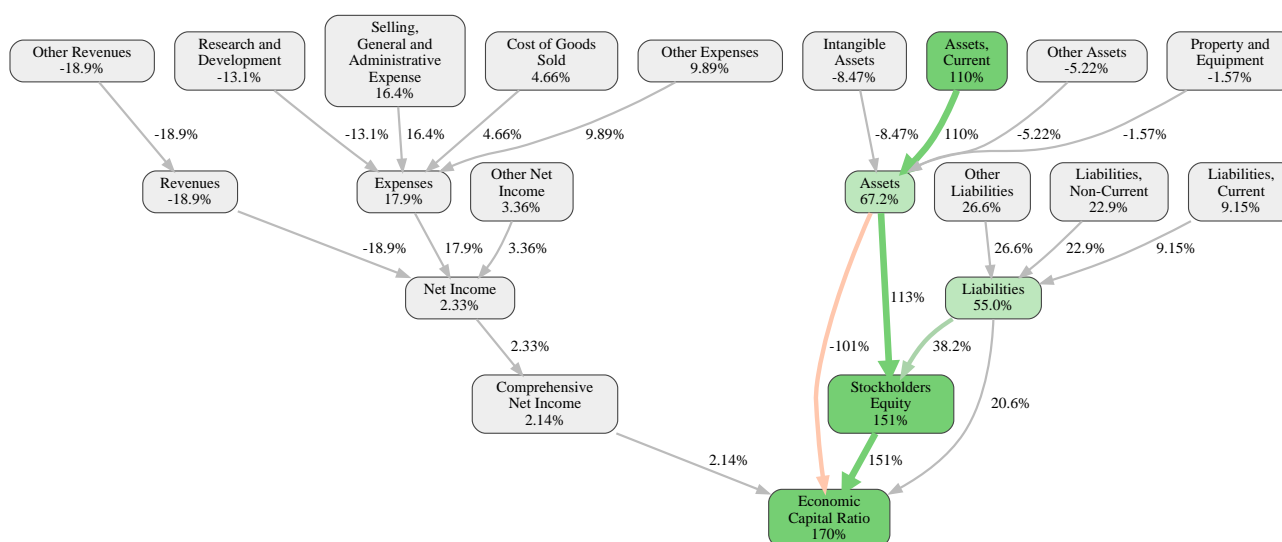 Other Revenues
-18.9%
Research and
Development
-13.1%
Selling,
General and
Administrative
Expense
16.4%
Cost of Goods
Sold
4.66%
Other Expenses
9.89%
Intangible
Assets
-8.47%
Assets,
Current
110%
Other Assets
-5.22%
Property and
Equipment
-1.57%
-18.9%
-13.1%
16.4%
4.66%
9.89%
-8.47%
110%
-5.22%
-1.57%
Revenues
-18.9%
Expenses
17.9%
Other Net
Income
3.36%
Assets
67.2%
Other
Liabilities
26.6%
Liabilities,
Non-Current
22.9%
Liabilities,
Current
9.15%
-18.9%
17.9%
3.36%
26.6%
22.9%
9.15%
Net Income
2.33%
113%
Liabilities
55.0%
2.33%
-101%
38.2%
Comprehensive
Net Income
2.14%
Stockholders
Equity
151%
20.6%
2.14%
151%
Economic
Capital Ratio
170%